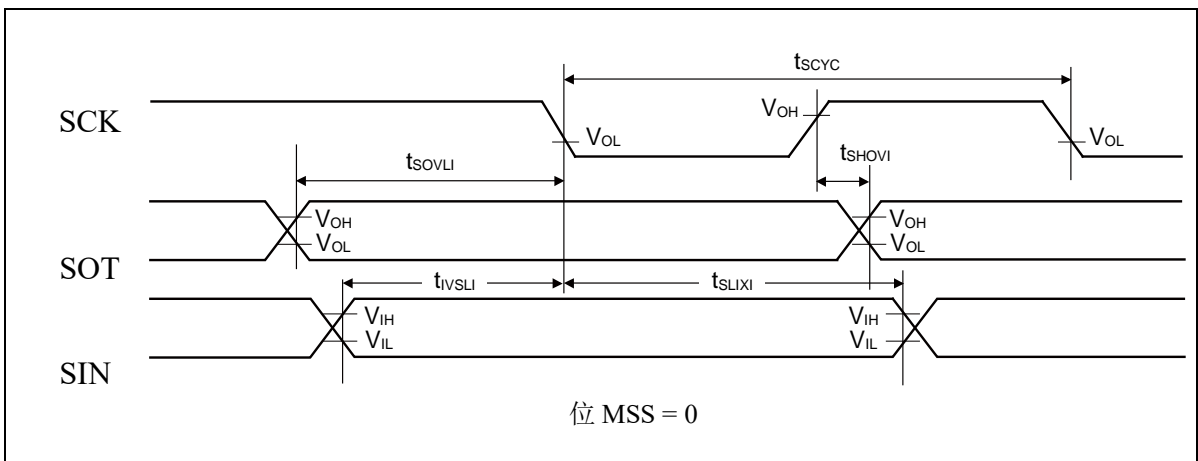 tSCYC
SCK
VOH
VOL
VOL
tSOVLI
tSHOVI
VOH
VOL
VOH
VOL
SOT
tIVSLI
tSLIXI
VIH
VIL
VIH
VIL
SIN
位 MSS = 0